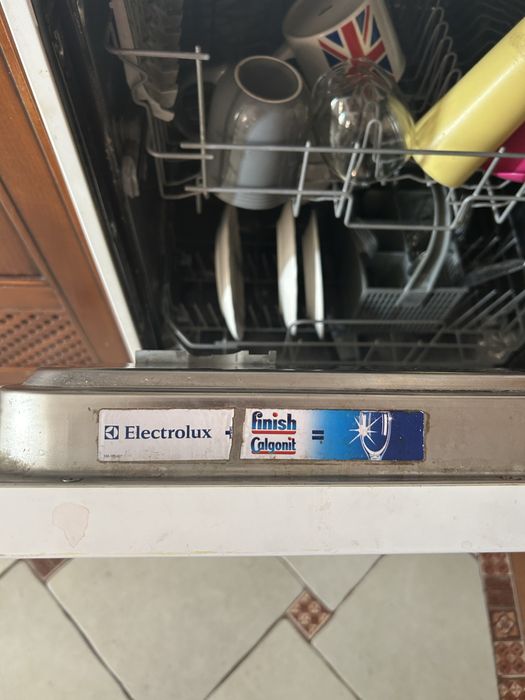 Electrolux +
finish
Calgonit
=